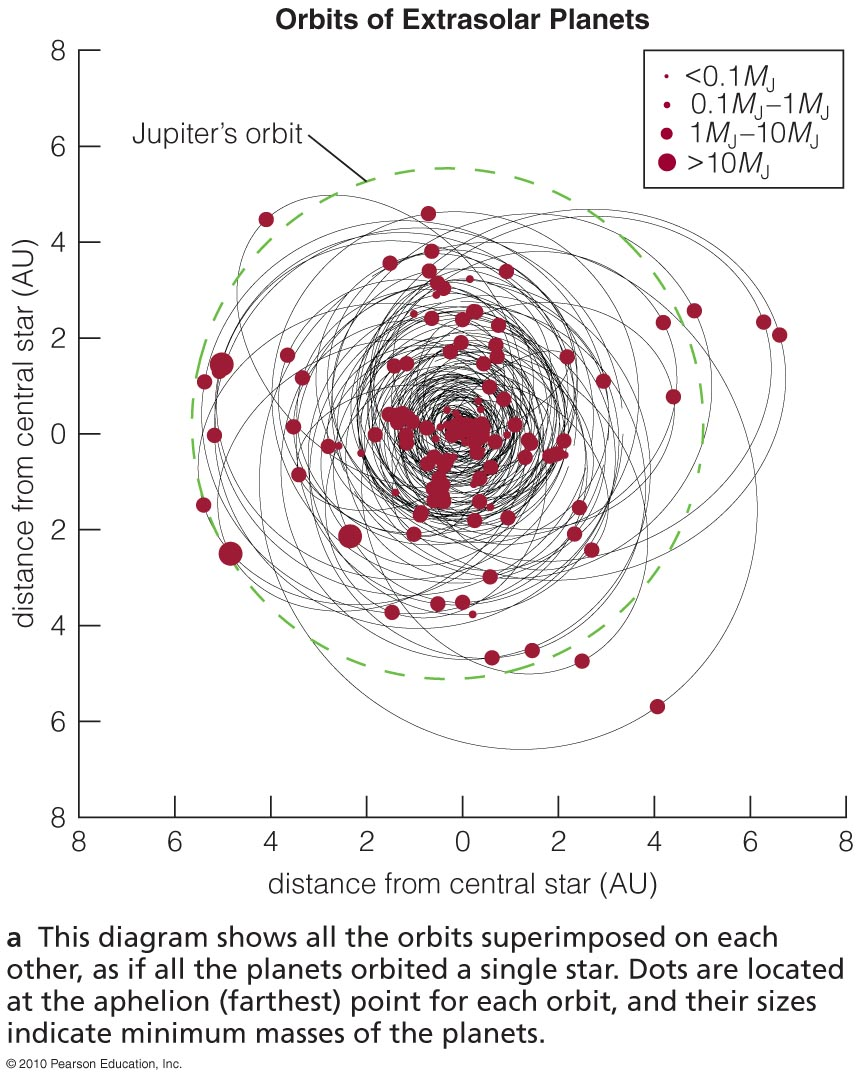 Orbits of Extrasolar Planets
8
6
4
2
0
2
4
6
8
distance from central star (AU)
Jupiter's orbit
<0.1MJ
0.1MJ–1MJ
1MJ–10MJ
>10MJ
8 6 4 2 0 2 4 6 8
distance from central star (AU)
a This diagram shows all the orbits superimposed on each
other, as if all the planets orbited a single star. Dots are located
at the aphelion (farthest) point for each orbit, and their sizes
indicate minimum masses of the planets.
© 2010 Pearson Education, Inc.